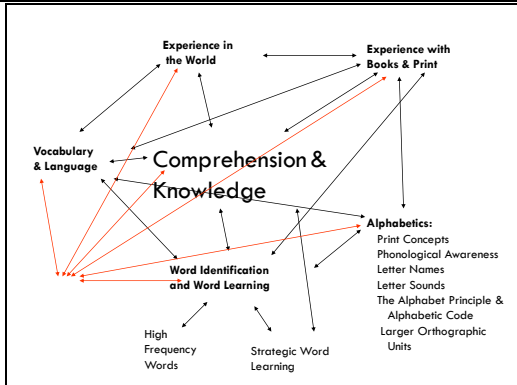 Experience in
the World
Experience with
Books & Print
Vocabulary
& Language
Comprehension &
Knowledge
Alphabetics:
Print Concepts
Phonological Awareness
Letter Names
Letter Sounds
The Alphabet Principle &
Alphabetic Code
Larger Orthographic
Units
Word Identification
and Word Learning
High
Frequency
Words
Strategic Word
Learning